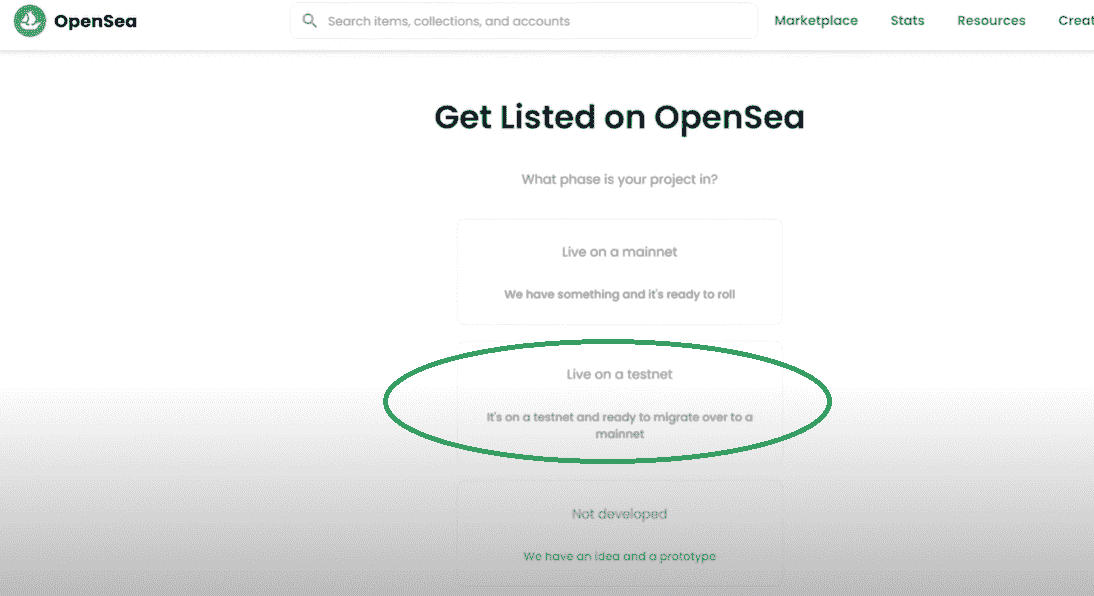 OpenSea
Search items, collections, and accounts
Marketplace
Stats
Resources
Creat
Get Listed on OpenSea
What phase is your project in?
Live on a mainnet
We have something and it's ready to roll
Live on a testnet
It's on a testnet and ready to migrate over to a
mainnet
Not developed
We have an idea and a prototype